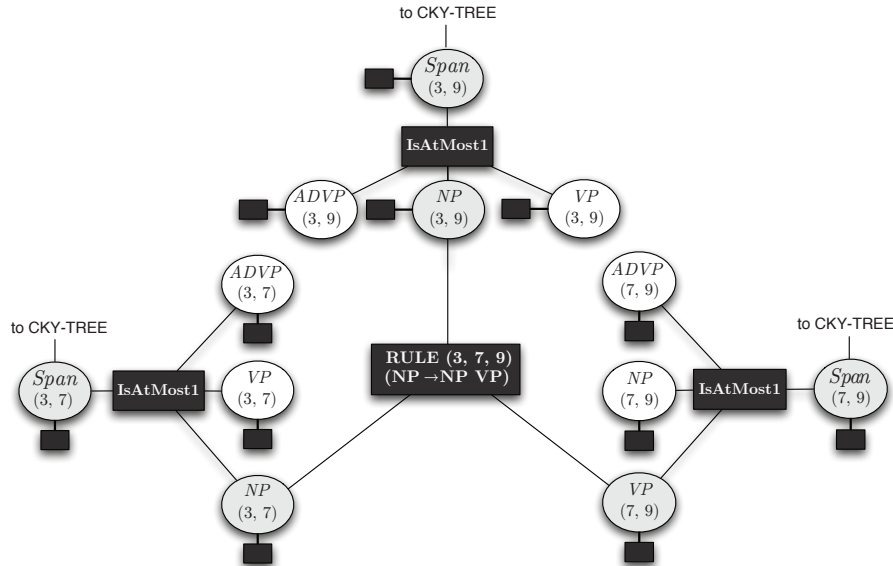 to CKY-TREE
Span
(3, 9)
IsAtMost1
ADVP
(3, 9)
NP
(3, 9)
VP
(3, 9)
ADVP
(3, 7)
ADVP
(7, 9)
to CKY-TREE
to CKY-TREE
RULE (3, 7, 9)
(NP →NP VP)
Span
(3, 7)
IsAtMost1
VP
(3, 7)
NP
(7, 9)
IsAtMost1
Span
(7, 9)
NP
(3, 7)
VP
(7, 9)